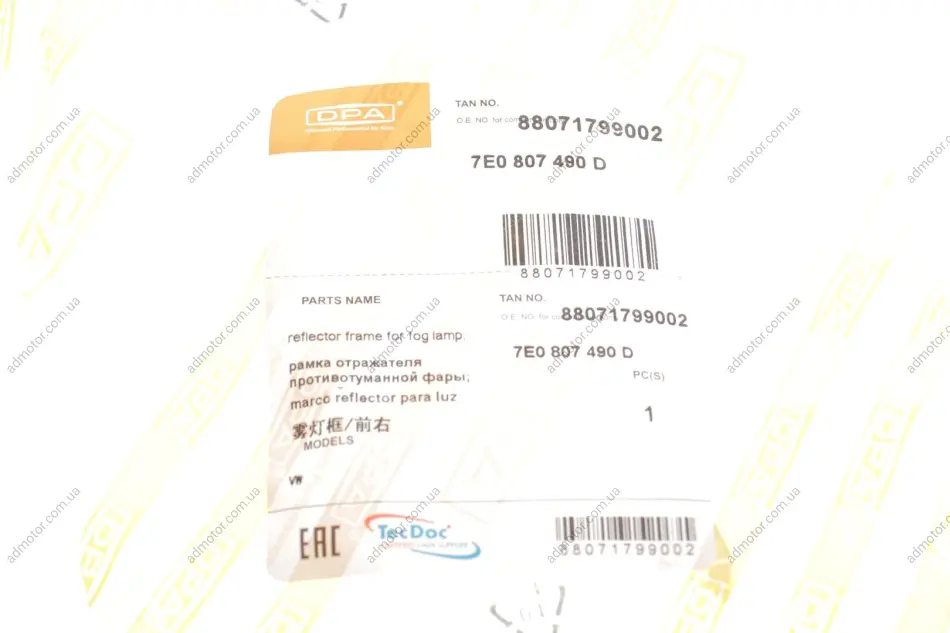 DPA®
TAN NO.
O.E. NO. for
88071799002
7E0 807 490 D
88071799002
PARTS NAME
TAN NO.
O.E. NO. for
88071799002
reflector frame for fog lamp;
7E0 807 490 D
рамка отражателя
противотуманной фары;
PC(S)
marco reflector para luz
1
雾灯框/前右
MODELS
VW
EAC
TecDoc
88071799002
admotor.com.ua